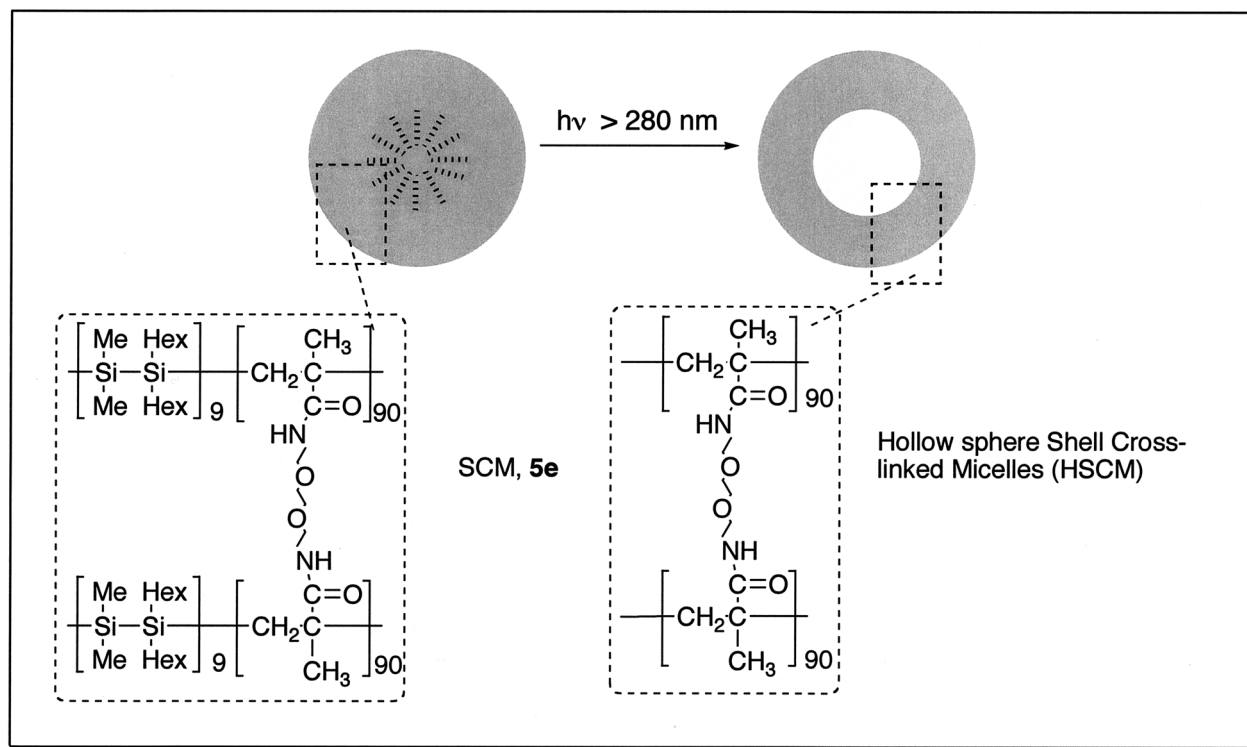 hν > 280 nm
Me Hex CH₃
Si Si CH₂ C
Me Hex 9 C=O 90
HN
O
O
NH
Me Hex C=O
Si Si CH₂ C
Me Hex 9 CH₃ 90
SCM, 5e
CH₃
CH₂ C
C=O 90
HN
O
O
NH
C=O
CH₂ C
CH₃ 90
Hollow sphere Shell Cross-
linked Micelles (HSCM)